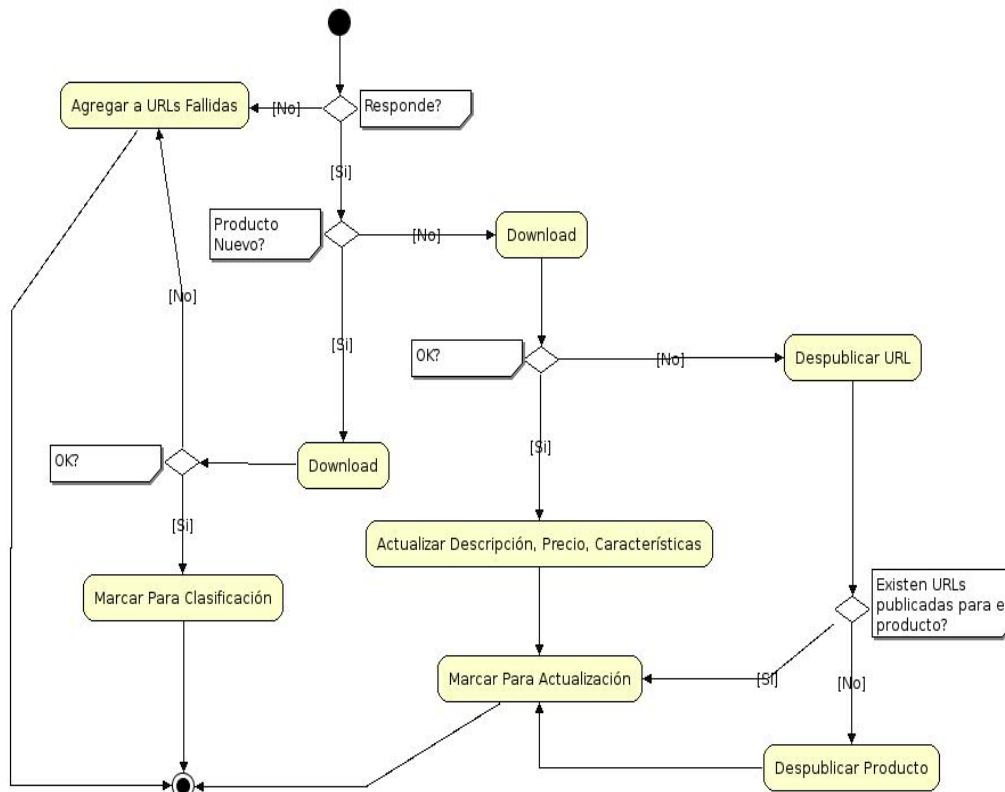 Agregar a URLs Fallidas
[No]
Responde?
[Si]
Producto
Nuevo?
[No]
Download
[No]
[Si]
OK?
[No]
Despublicar URL
[Si]
OK?
Download
[Si]
Actualizar Descripción, Precio, Características
Marcar Para Clasificación
Existen URLs
publicadas para e
producto?
Marcar Para Actualización
[Si]
[No]
Despublicar Producto